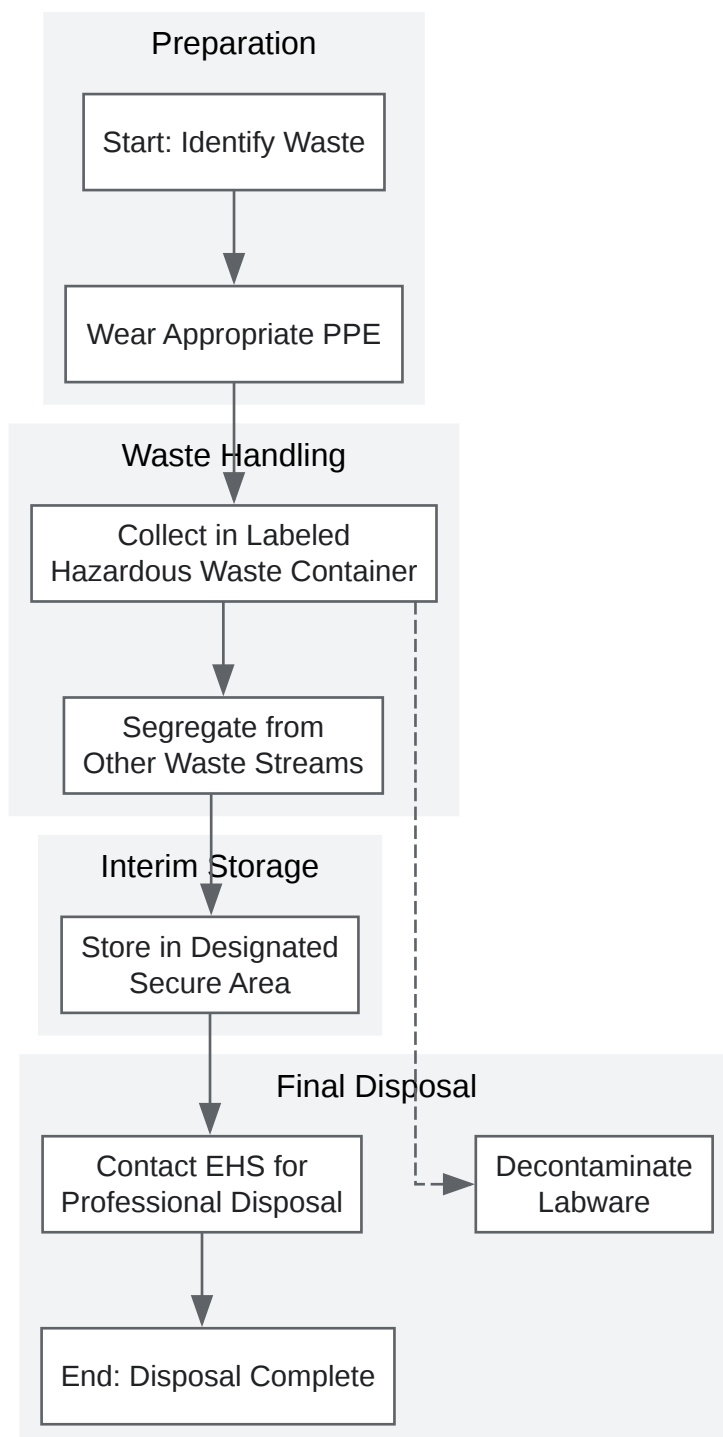 Preparation
Start: Identify Waste
Wear Appropriate PPE
Waste Handling
Collect in Labeled
Hazardous Waste Container
Segregate from
Other Waste Streams
Interim Storage
Store in Designated
Secure Area
Final Disposal
Contact EHS for
Professional Disposal
Decontaminate
Labware
End: Disposal Complete